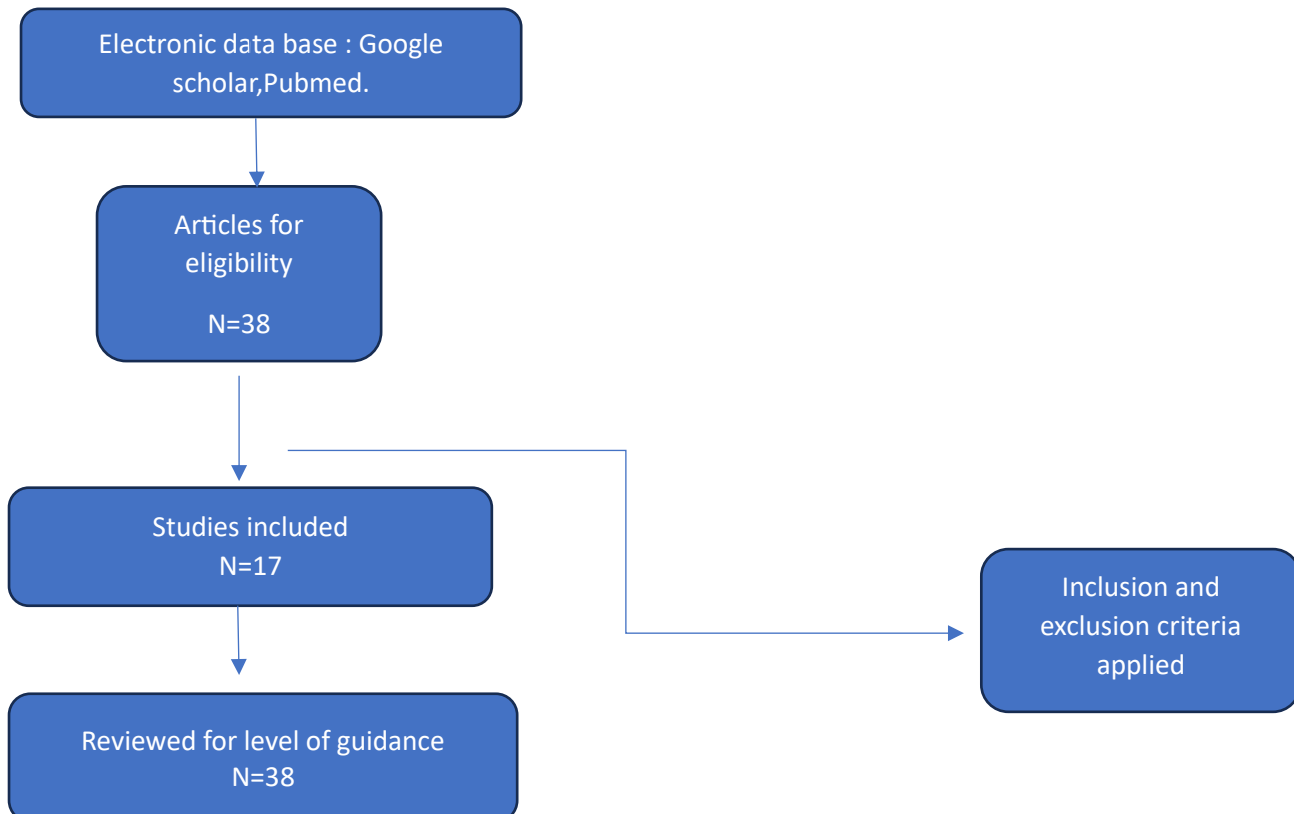 Electronic data base : Google
scholar,Pubmed.
Articles for
eligibility
N=38
Studies included
N=17
Inclusion and
exclusion criteria
applied
Reviewed for level of guidance
N=38